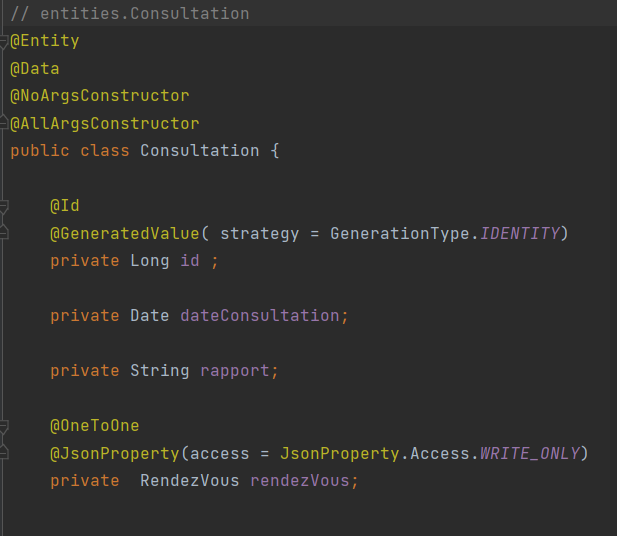 // entities.Consultation
@Entity
@Data
@NoArgsConstructor
@AllArgsConstructor
public class Consultation {
@Id
@GeneratedValue( strategy = GenerationType.IDENTITY)
private Long id ;
private Date dateConsultation;
private String rapport;
@OneToOne
@JsonProperty(access = JsonProperty.Access.WRITE_ONLY)
private  RendezVous rendezVous;